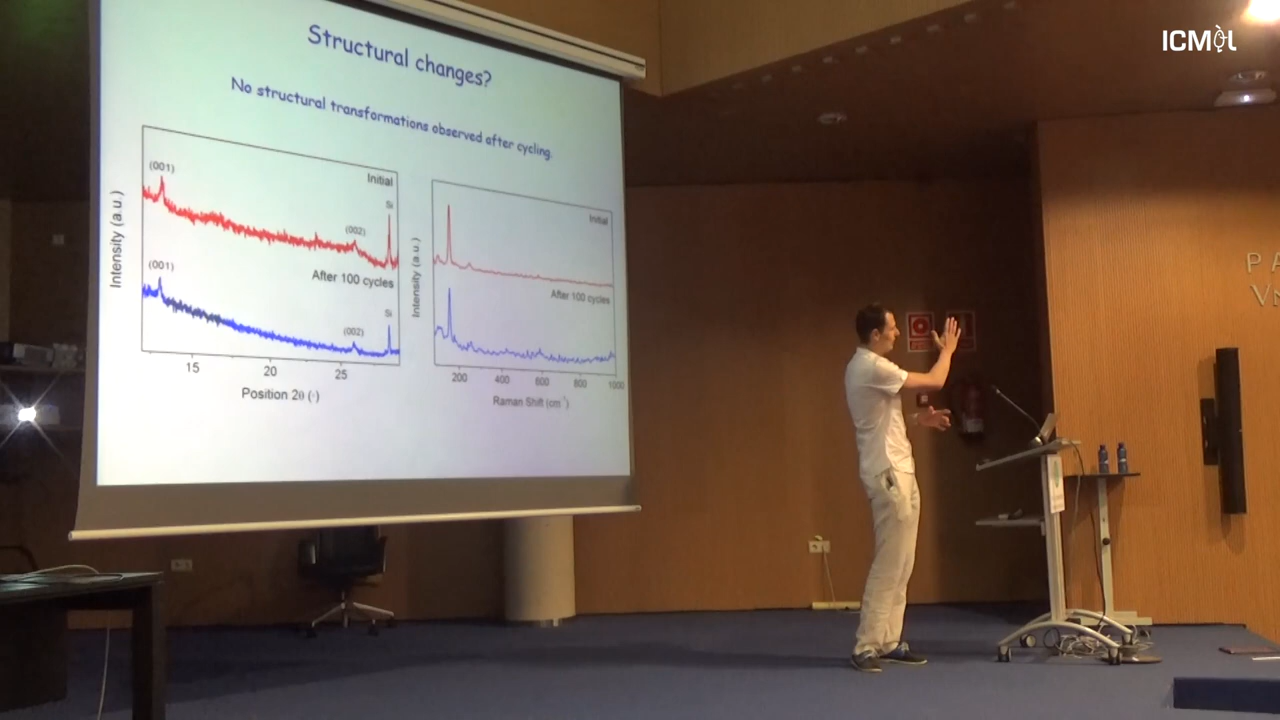 ICMOL
Structural changes?
No structural transformations observed after cycling.
(001)
Initial
Si
(002)
(001)
After 100 cycles
Si
(002)
Intensity (a.u.)
15
20
25
Position 2θ (°)
Initial
After 100 cycles
Intensity (a.u.)
200
400
600
800
1000
Raman Shift (cm⁻¹)
PA